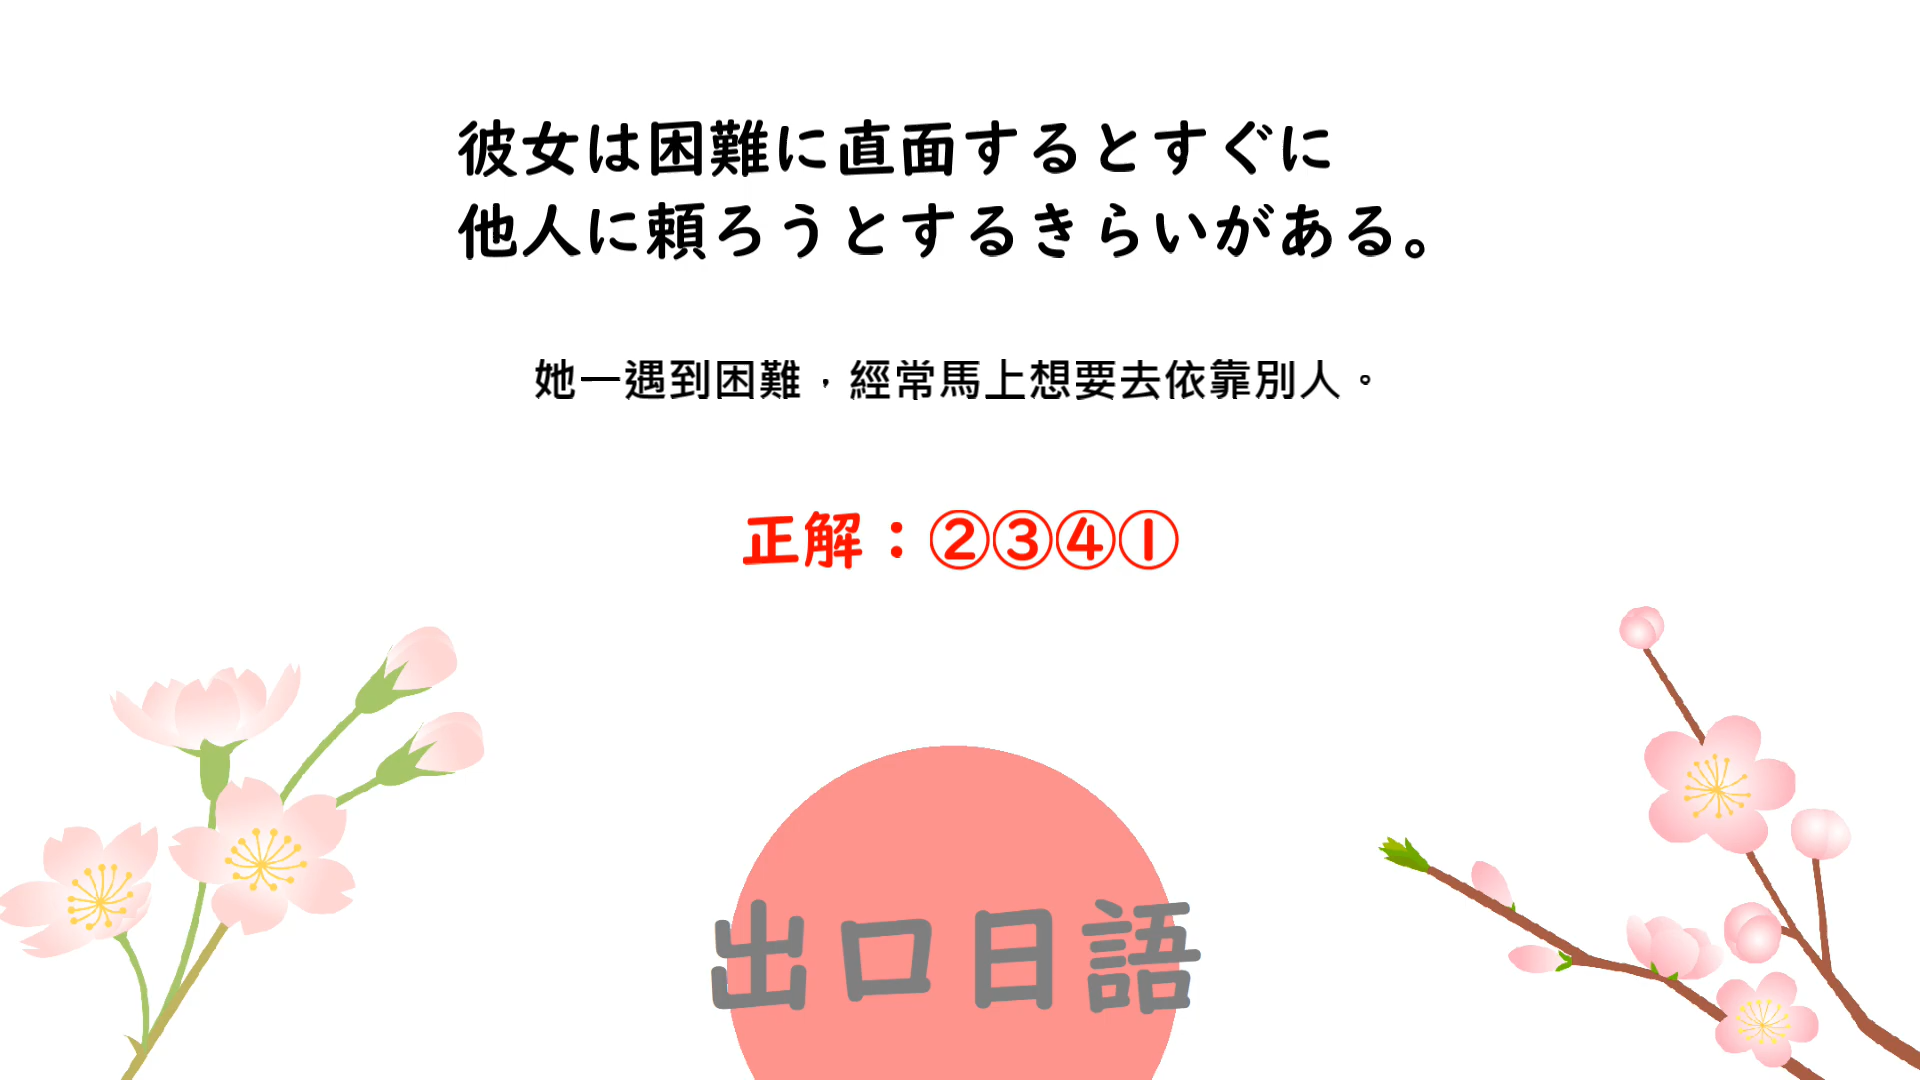 彼女は困難に直面するとすぐに
他人に頼ろうとするきらいがある。
她一遇到困難，經常馬上想要去依靠別人。
正解：②③④①
出口日語